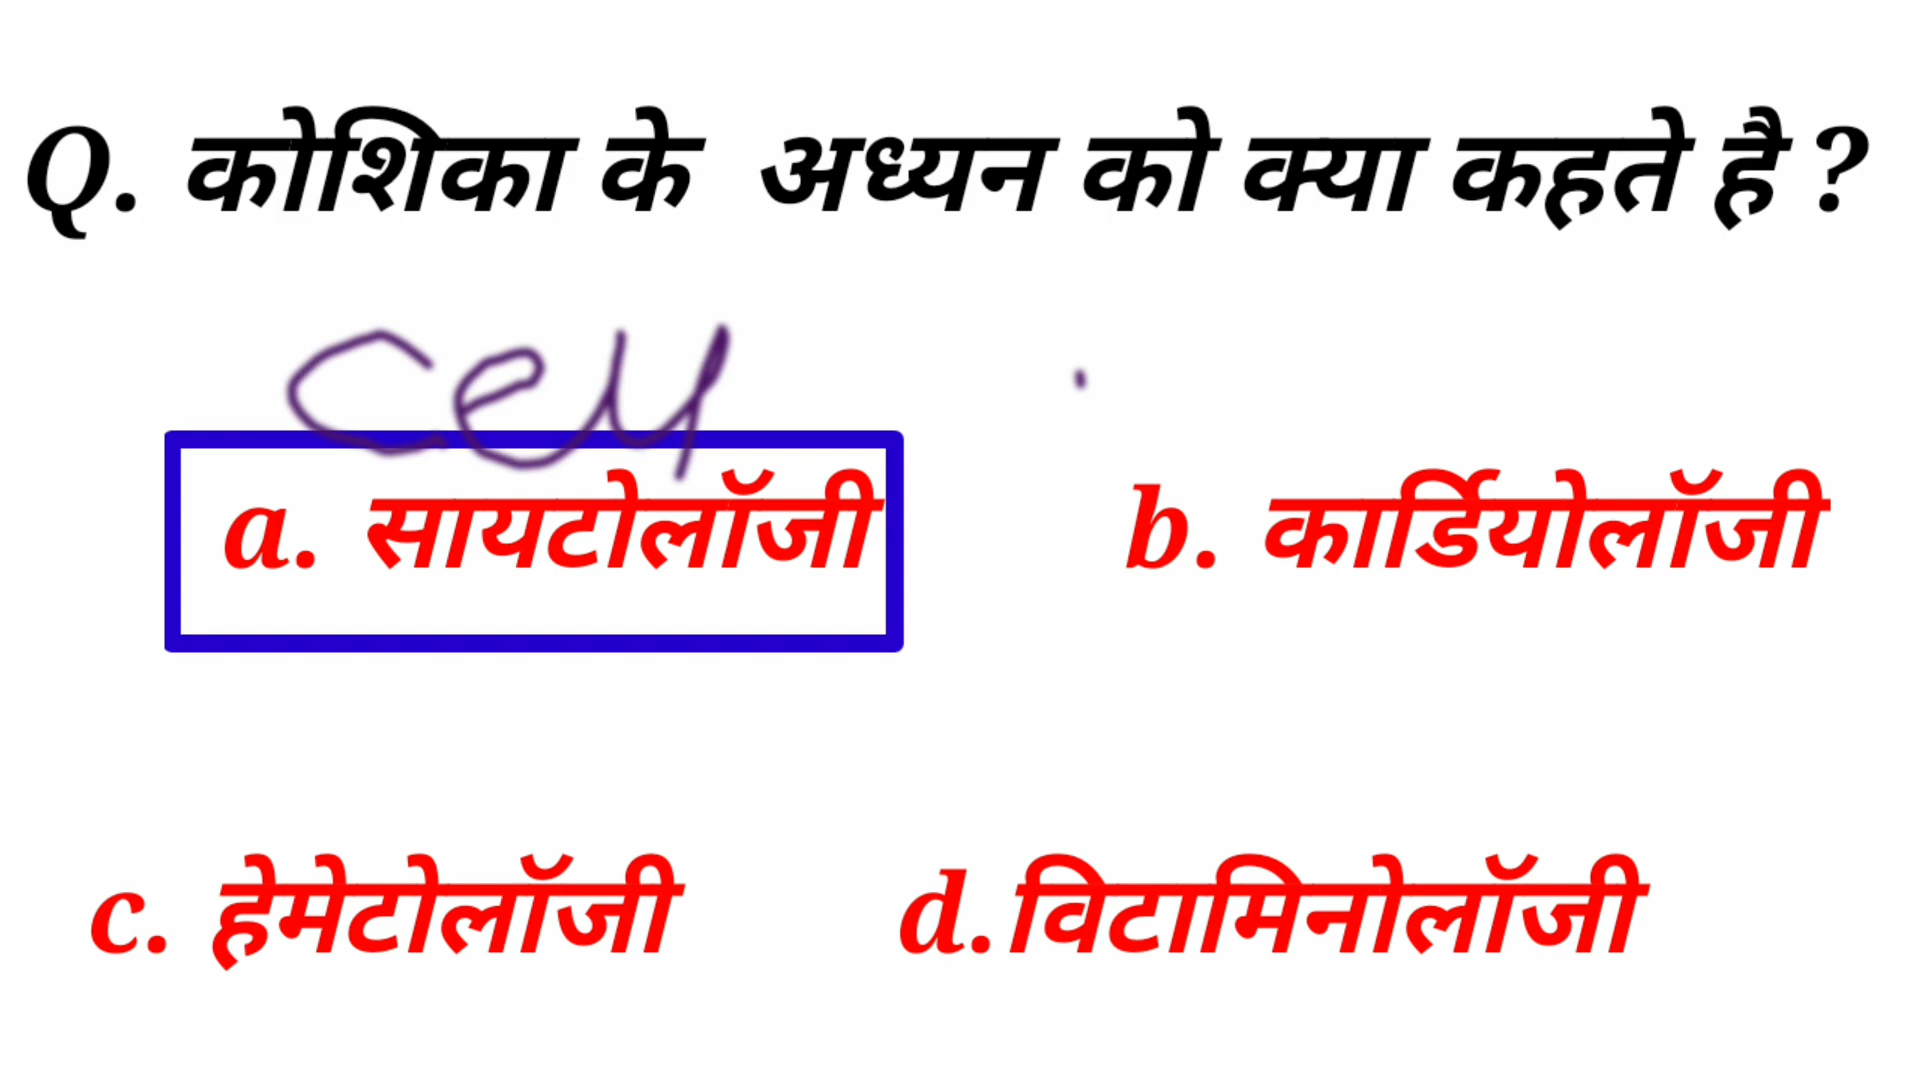 Q. कोशिका के अध्यन को क्या कहते है ?
cell
a. सायटोलॉजी b. कार्डियोलॉजी
c. हेमेटोलॉजी d.विटामिनोलॉजी